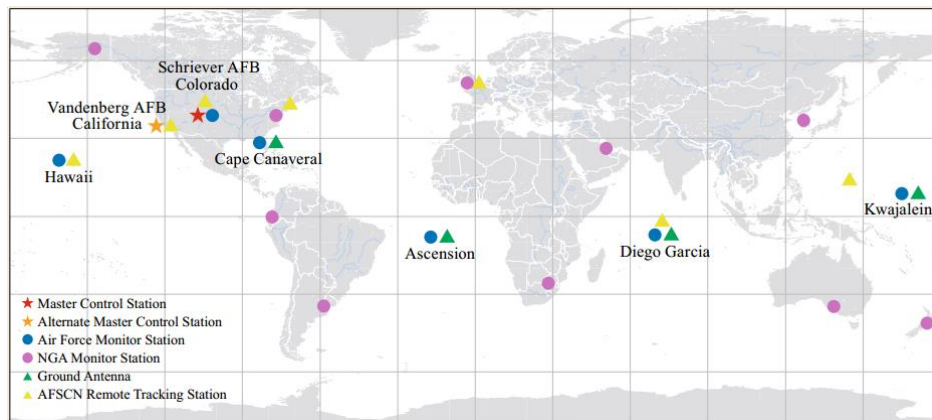 Schriever AFB
Colorado
Vandenberg AFB
California
Cape Canaveral
Hawaii
Kwajalein
Ascension
Diego Garcia
Master Control Station
Alternate Master Control Station
Air Force Monitor Station
NGA Monitor Station
Ground Antenna
AFSCN Remote Tracking Station